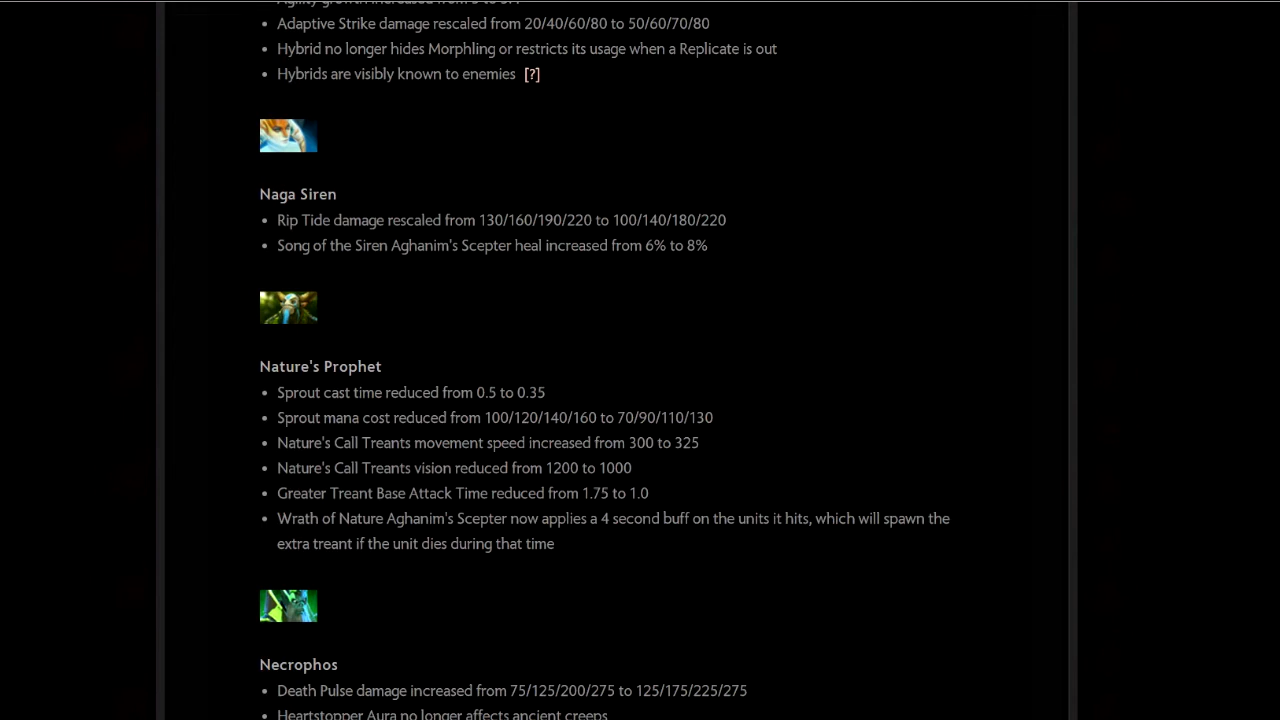 • Adaptive Strike damage rescaled from 20/40/60/80 to 50/60/70/80
• Hybrid no longer hides Morphling or restricts its usage when a Replicate is out
• Hybrids are visibly known to enemies [?]
Naga Siren
• Rip Tide damage rescaled from 130/160/190/220 to 100/140/180/220
• Song of the Siren Aghanim's Scepter heal increased from 6% to 8%
Nature's Prophet
• Sprout cast time reduced from 0.5 to 0.35
• Sprout mana cost reduced from 100/120/140/160 to 70/90/110/130
• Nature's Call Treants movement speed increased from 300 to 325
• Nature's Call Treants vision reduced from 1200 to 1000
• Greater Treant Base Attack Time reduced from 1.75 to 1.0
• Wrath of Nature Aghanim's Scepter now applies a 4 second buff on the units it hits, which will spawn the
extra treant if the unit dies during that time
Necrophos
• Death Pulse damage increased from 75/125/200/275 to 125/175/225/275
• Heartstopper Aura no longer affects ancient creeps